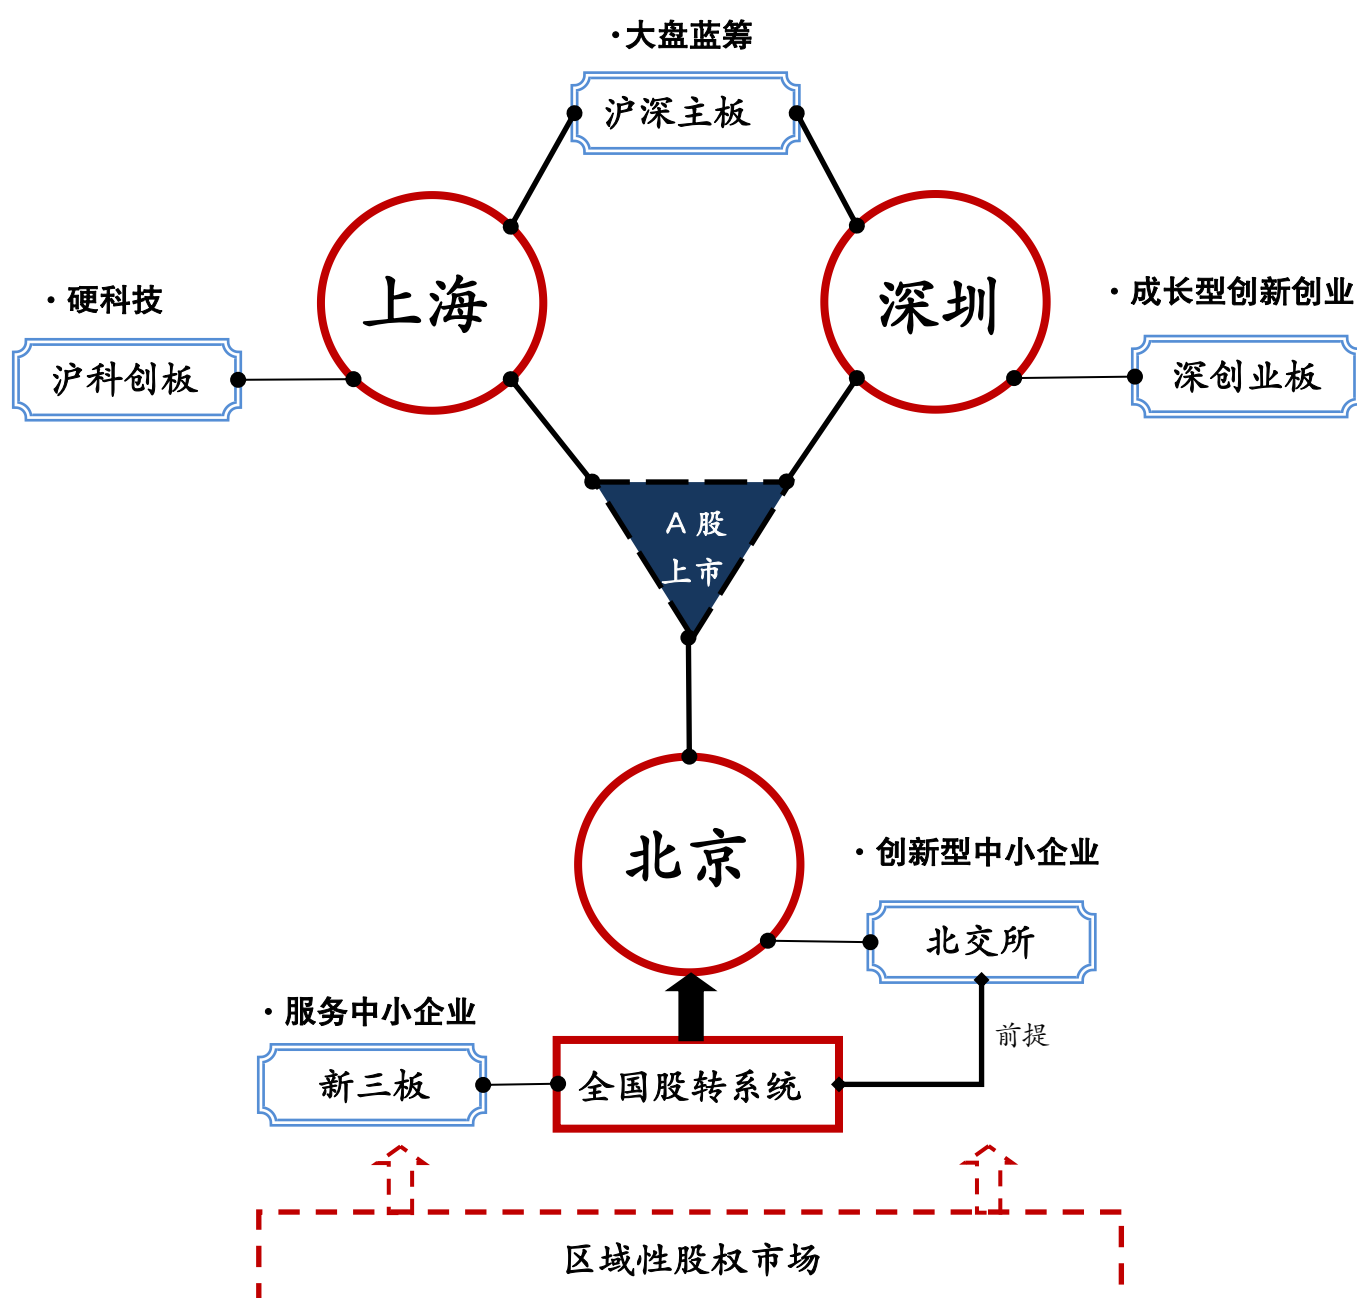 ·大盘蓝筹
沪深主板
上海
深圳
· 硬科技
· 成长型创新创业
沪科创板
深创业板
A 股
上市
北京
· 创新型中小企业
北交所
· 服务中小企业
前提
新三板
全国股转系统
区域性股权市场